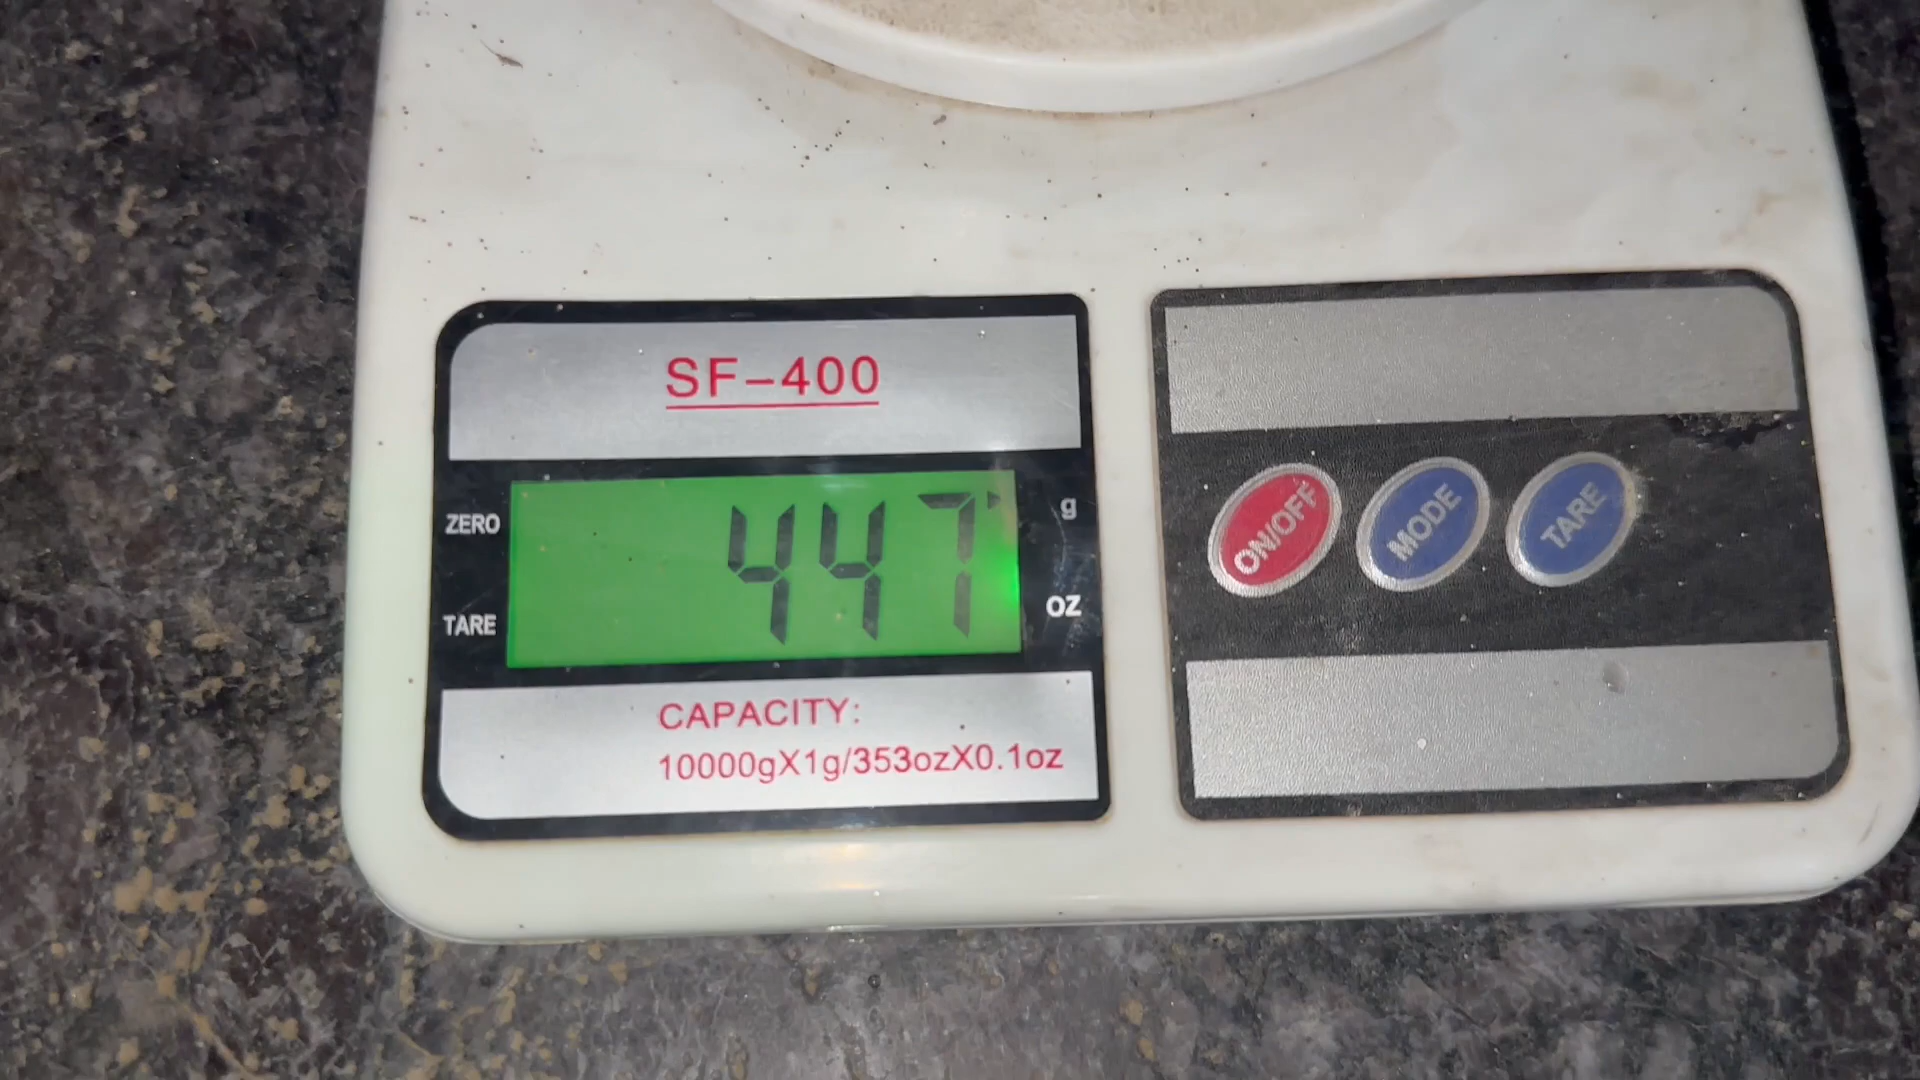 SF-400
ZERO
447
g
TARE
oz
CAPACITY:
10000gX1g/353ozX0.1oz
ON/OFF
MODE
TARE